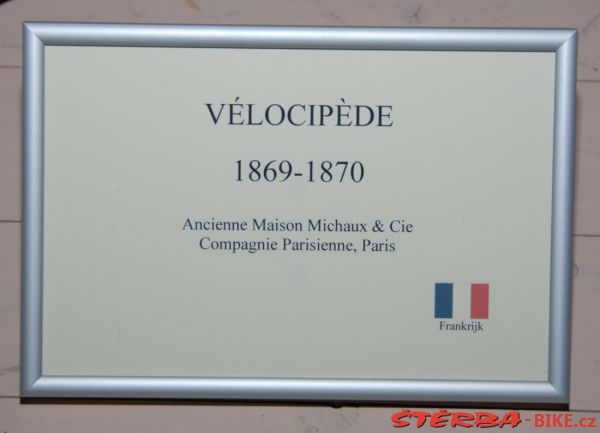 VÉLOCIPÈDE
1869-1870
Ancienne Maison Michaux & Cie
Compagnie Parisienne, Paris
Frankrijk
ŠTĚRBA-BIKE.cz